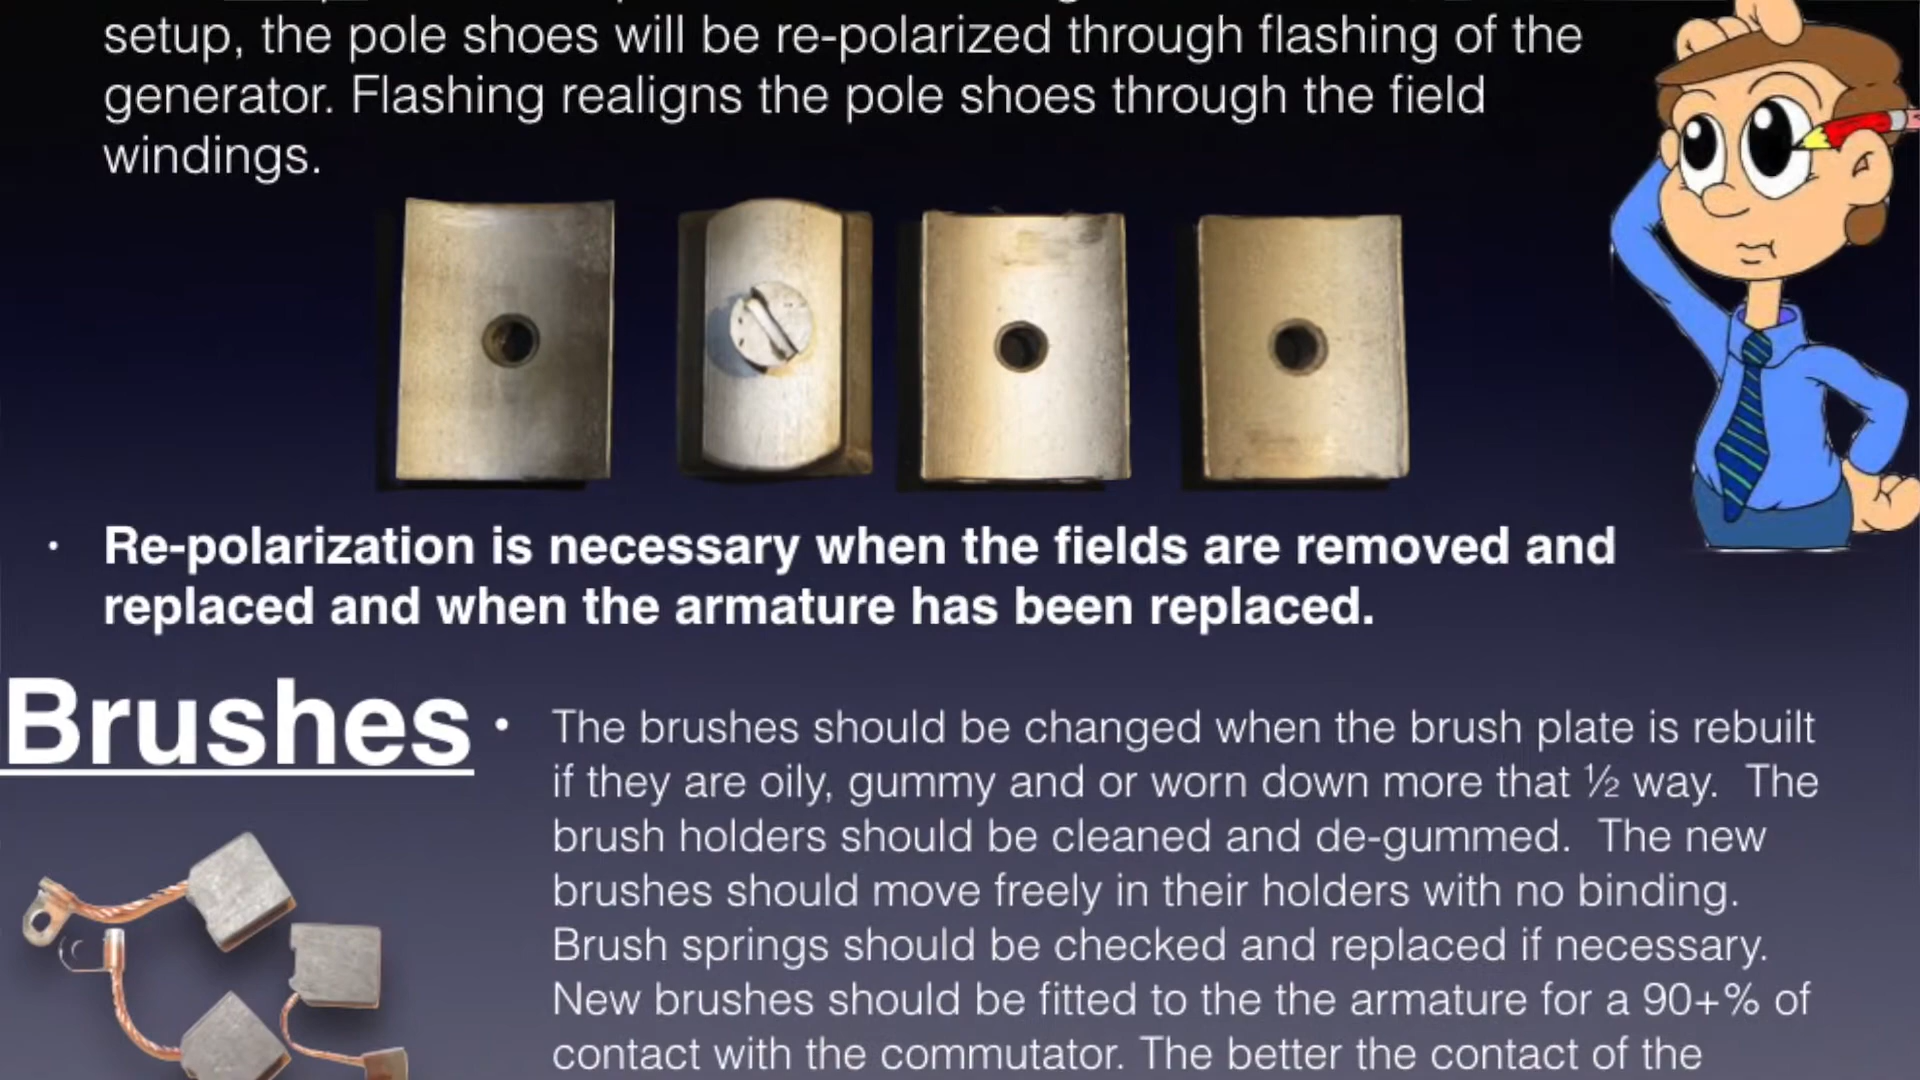 setup, the pole shoes will be re-polarized through flashing of the
generator. Flashing realigns the pole shoes through the field
windings.
· Re-polarization is necessary when the fields are removed and
replaced and when the armature has been replaced.
Brushes
· The brushes should be changed when the brush plate is rebuilt
if they are oily, gummy and or worn down more that ½ way. The
brush holders should be cleaned and de-gummed. The new
brushes should move freely in their holders with no binding.
Brush springs should be checked and replaced if necessary.
New brushes should be fitted to the the armature for a 90+% of
contact with the commutator. The better the contact of the